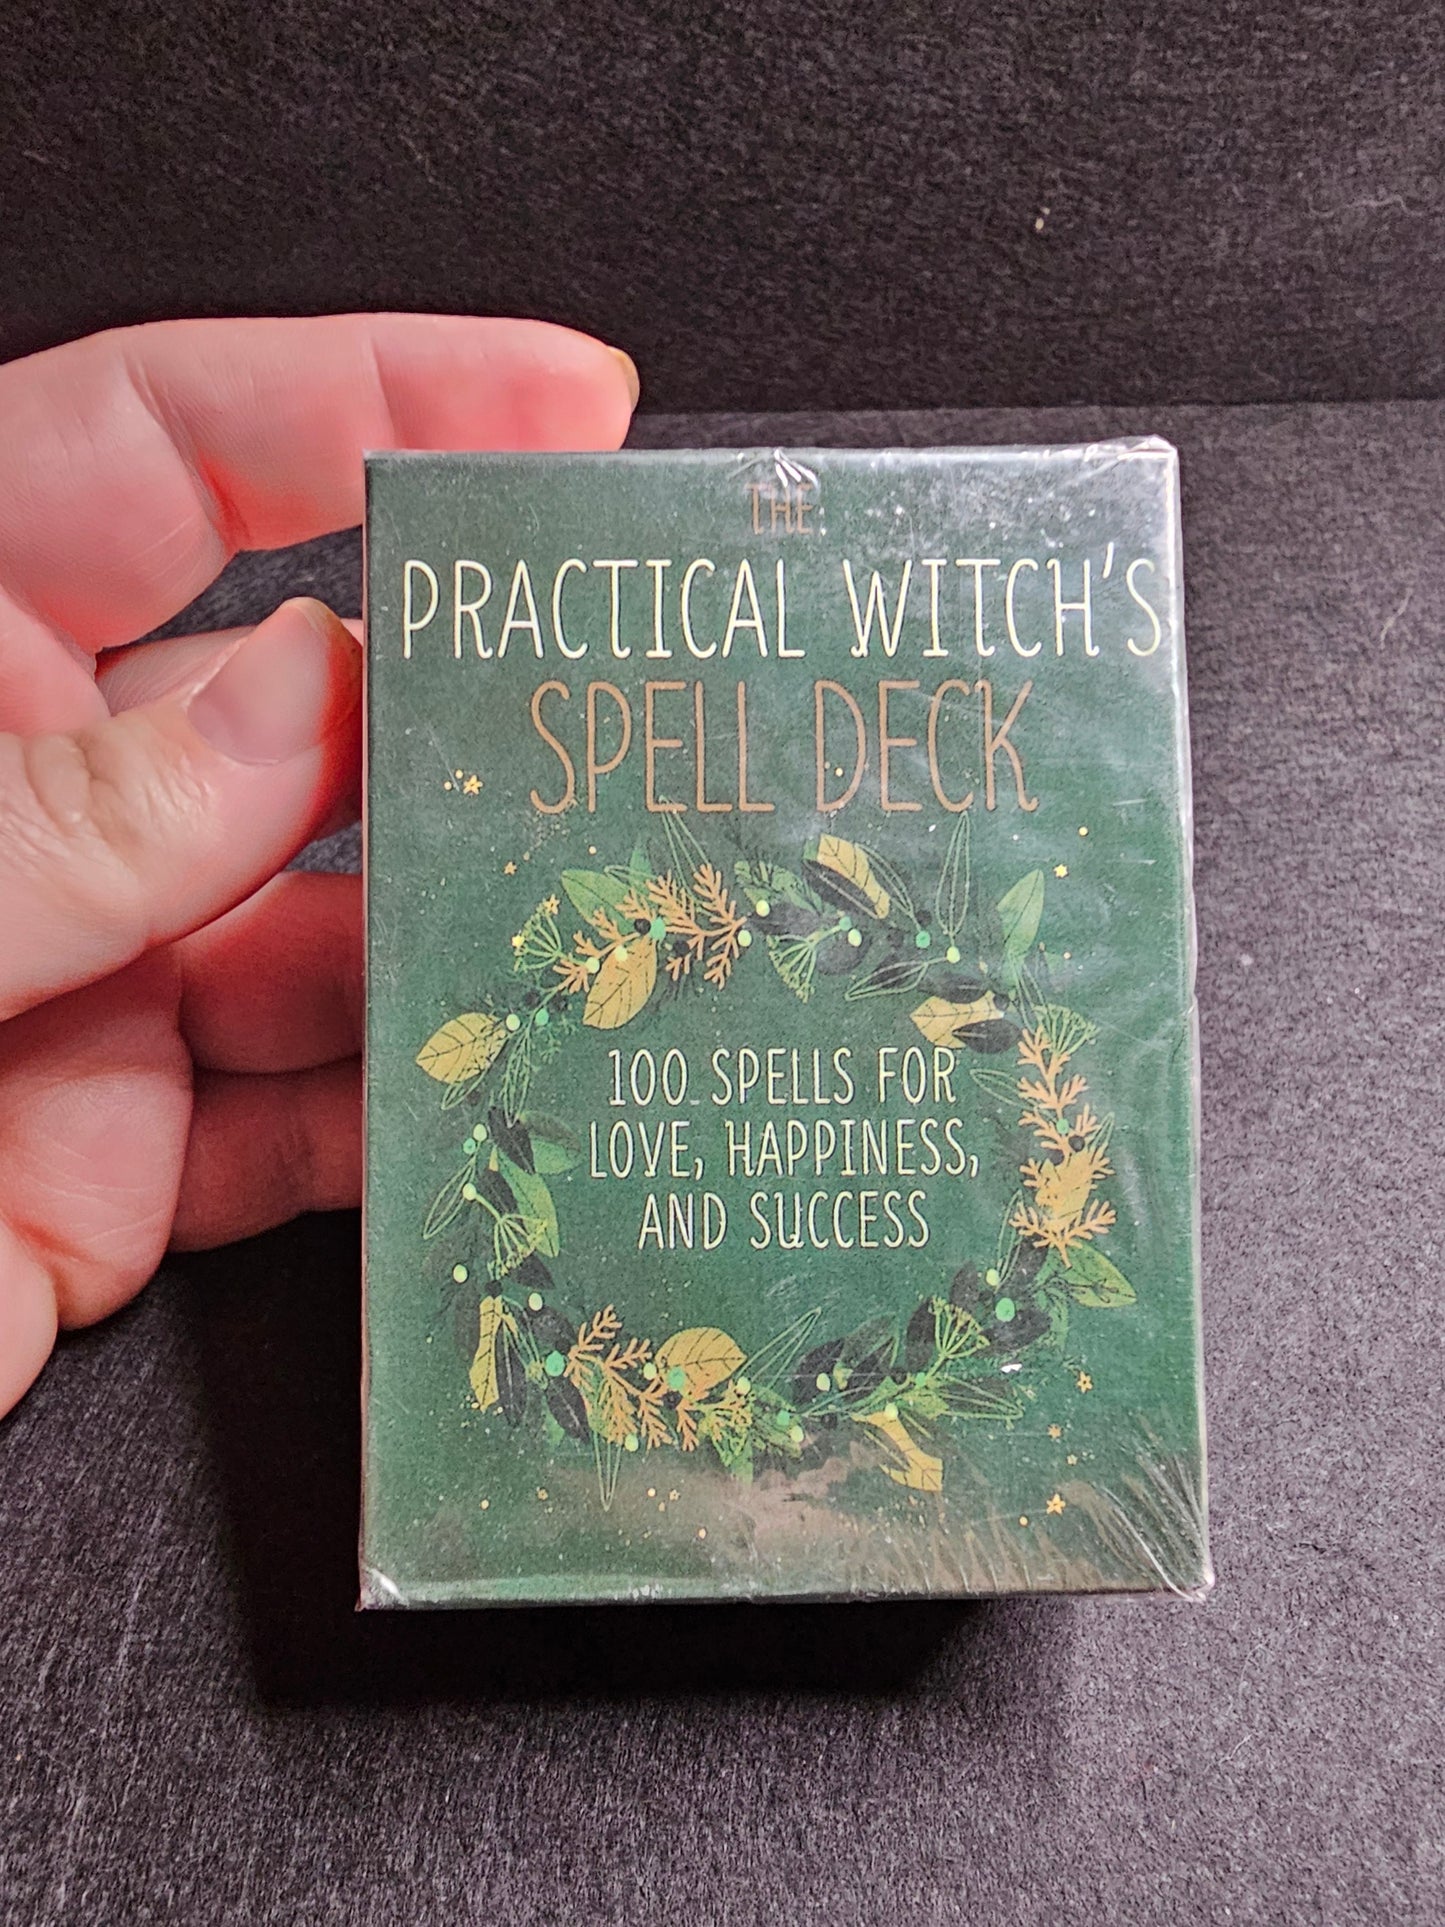 THE
PRACTICAL WITCH'S
SPELL DECK
100 SPELLS FOR
LOVE, HAPPINESS,
AND SUCCESS